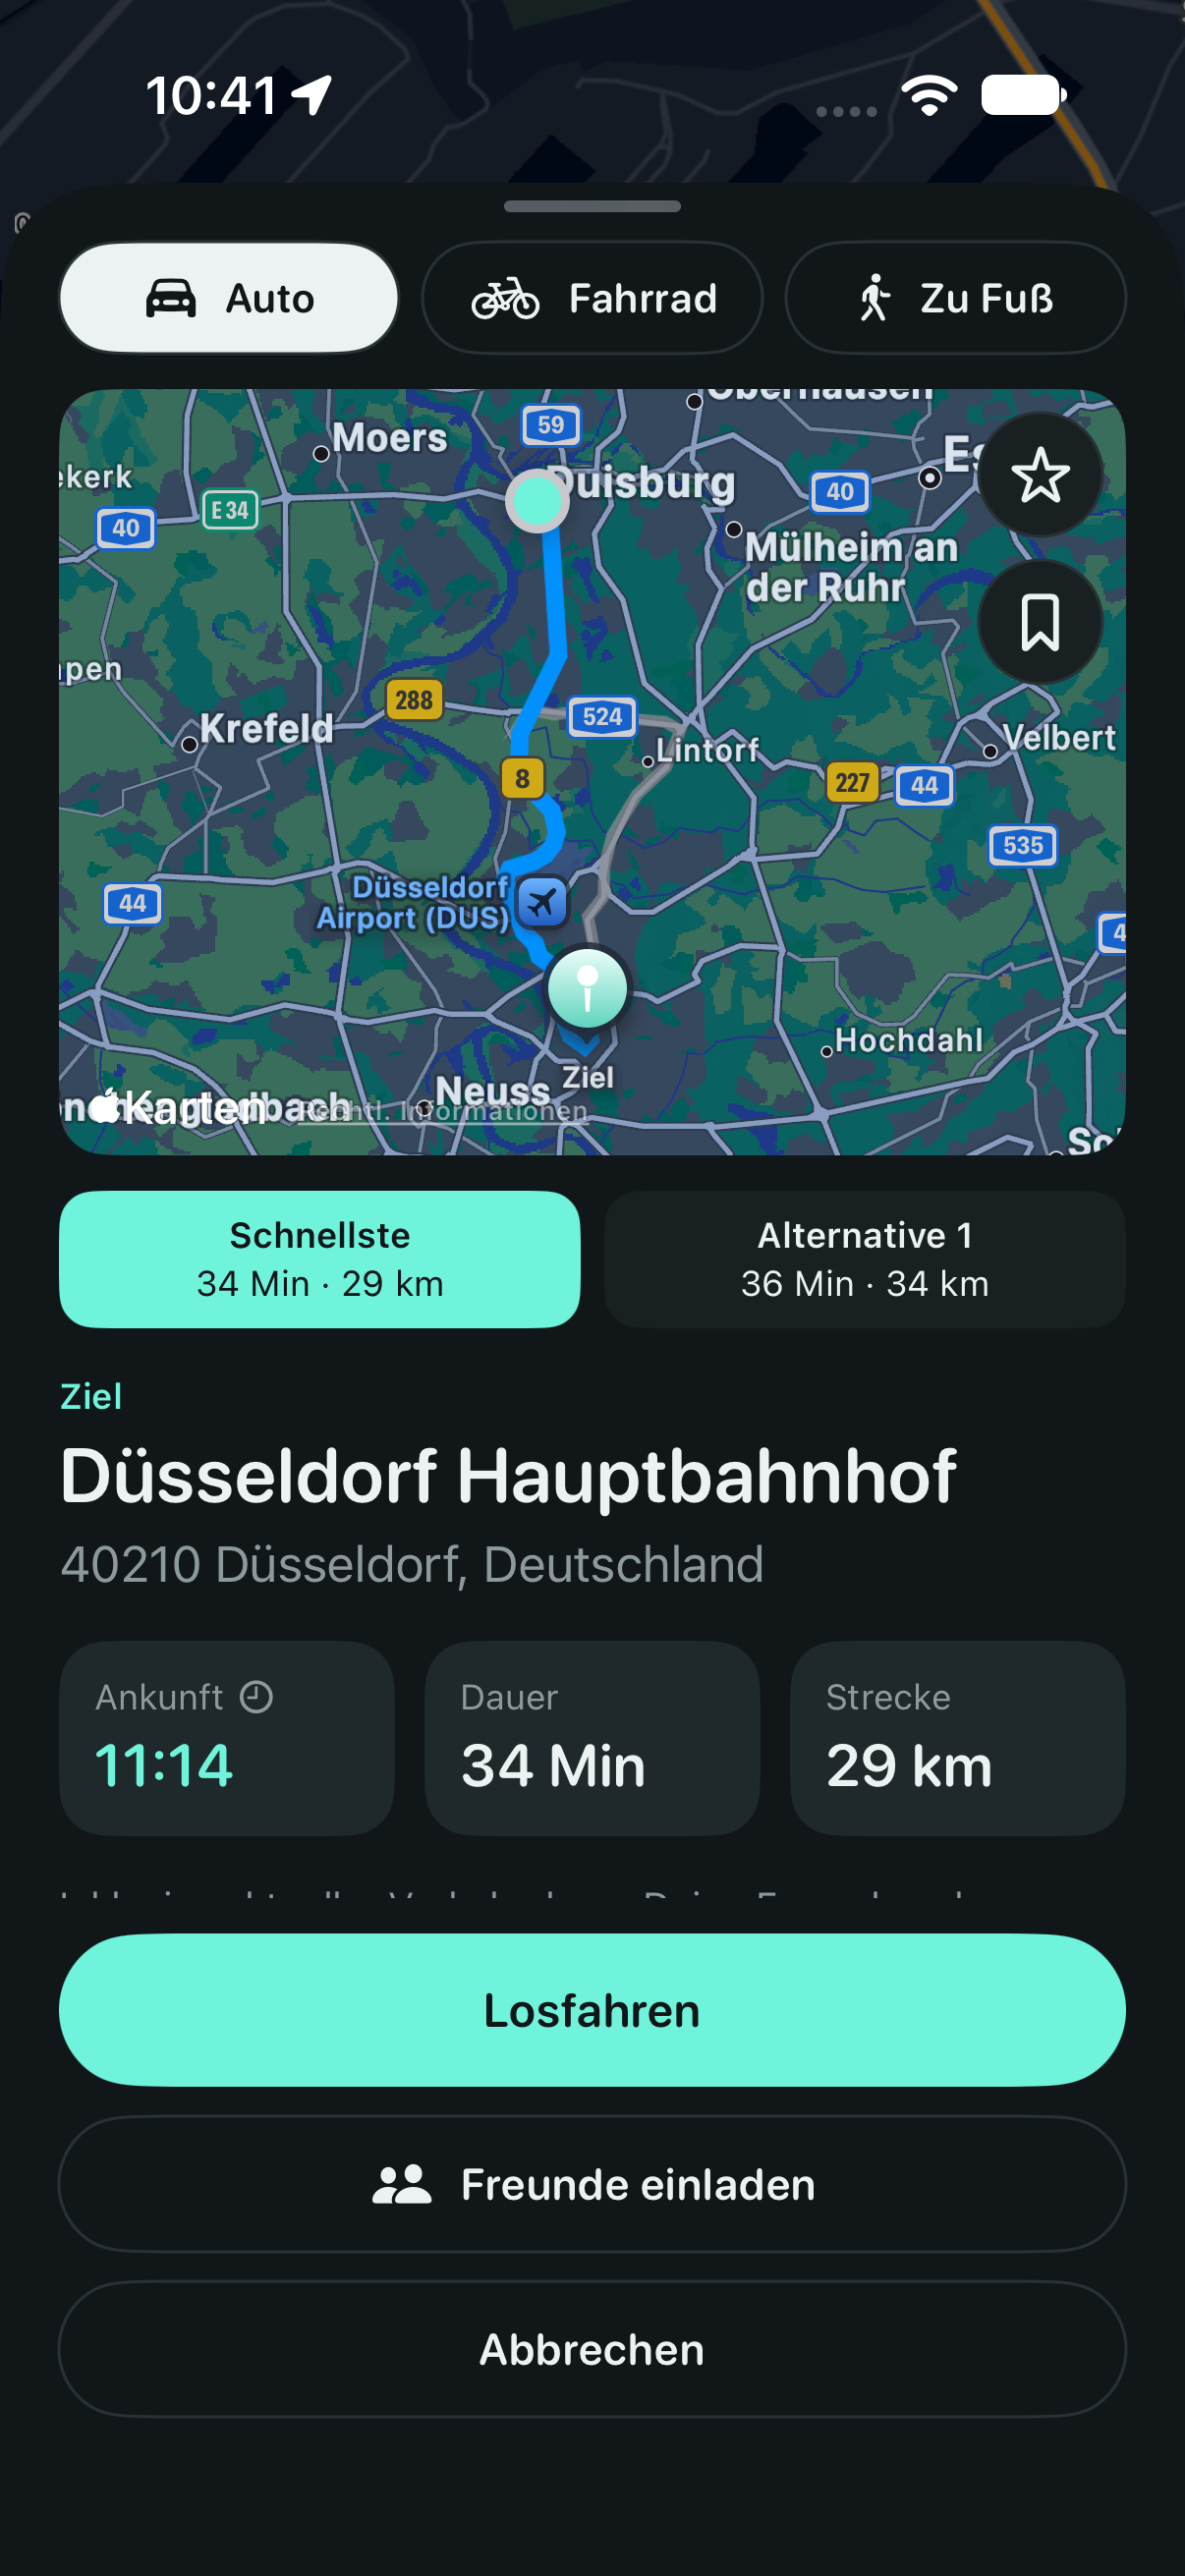 10:41
Auto
Fahrrad
Zu Fuß
Moers
59
Duisburg
40
E 34
40
Mülheim an
der Ruhr
288
Krefeld
524
Lintorf
Velbert
8
227
44
535
44
Düsseldorf
Airport (DUS)
Hochdahl
Neuss
Ziel
Karten
Rechtl. Informationen
Schnellste
34 Min · 29 km
Alternative 1
36 Min · 34 km
Ziel
Düsseldorf Hauptbahnhof
40210 Düsseldorf, Deutschland
Ankunft
11:14
Dauer
34 Min
Strecke
29 km
Losfahren
Freunde einladen
Abbrechen